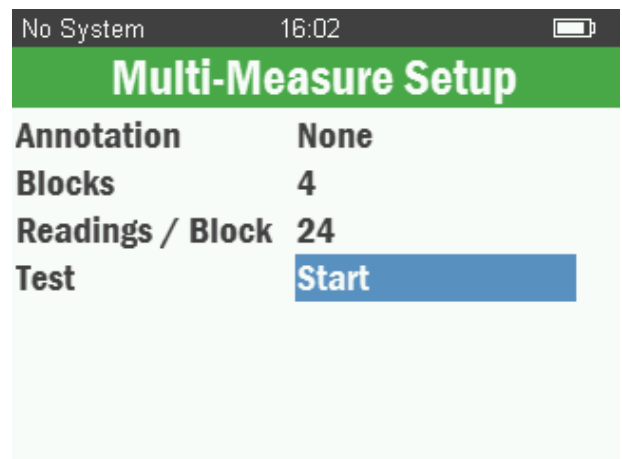 No System 16:02
Multi-Measure Setup
Annotation None
Blocks 4
Readings / Block 24
Test Start